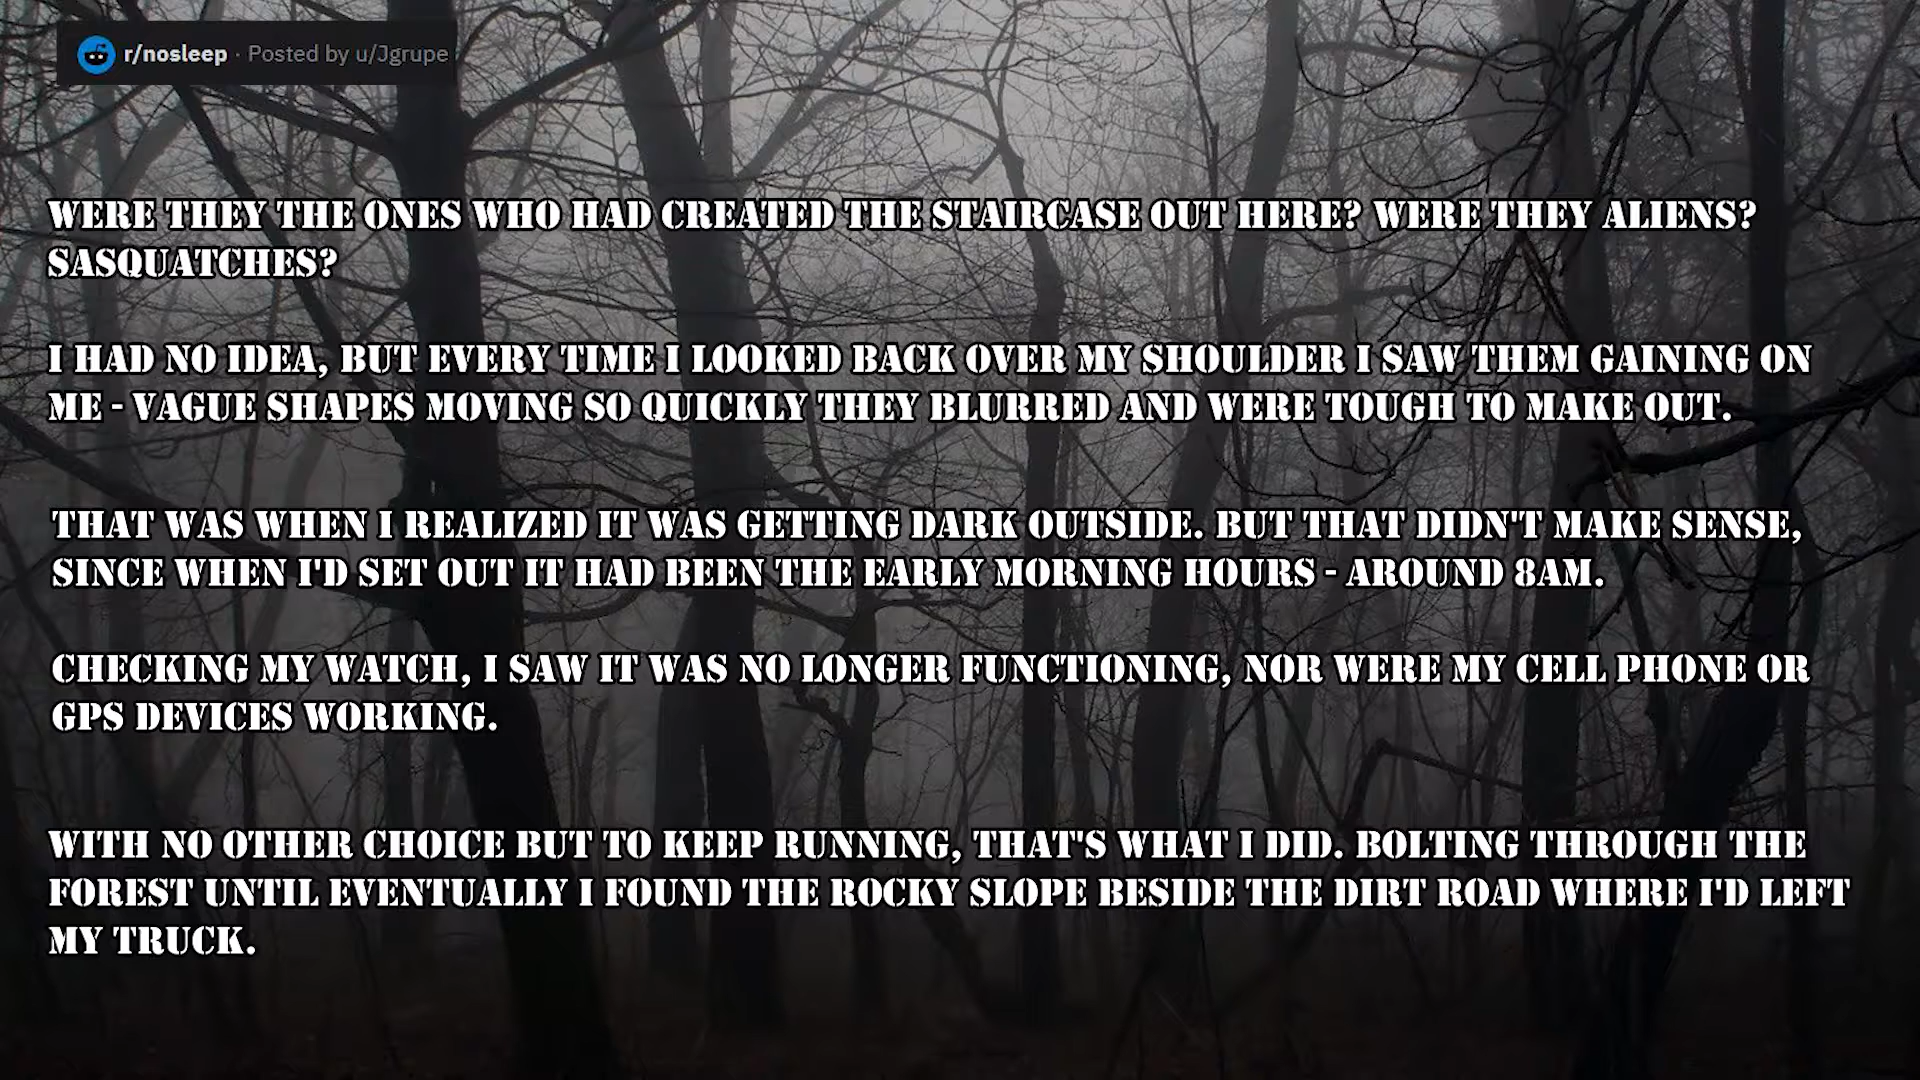 r/nosleep · Posted by u/Jgrupe
WERE THEY THE ONES WHO HAD CREATED THE STAIRCASE OUT HERE? WERE THEY ALIENS?
SASQUATCHES?
I HAD NO IDEA, BUT EVERY TIME I LOOKED BACK OVER MY SHOULDER I SAW THEM GAINING ON
ME - VAGUE SHAPES MOVING SO QUICKLY THEY BLURRED AND WERE TOUGH TO MAKE OUT.
THAT WAS WHEN I REALIZED IT WAS GETTING DARK OUTSIDE. BUT THAT DIDN'T MAKE SENSE,
SINCE WHEN I'D SET OUT IT HAD BEEN THE EARLY MORNING HOURS - AROUND 8AM.
CHECKING MY WATCH, I SAW IT WAS NO LONGER FUNCTIONING, NOR WERE MY CELL PHONE OR
GPS DEVICES WORKING.
WITH NO OTHER CHOICE BUT TO KEEP RUNNING, THAT'S WHAT I DID. BOLTING THROUGH THE
FOREST UNTIL EVENTUALLY I FOUND THE ROCKY SLOPE BESIDE THE DIRT ROAD WHERE I'D LEFT
MY TRUCK.